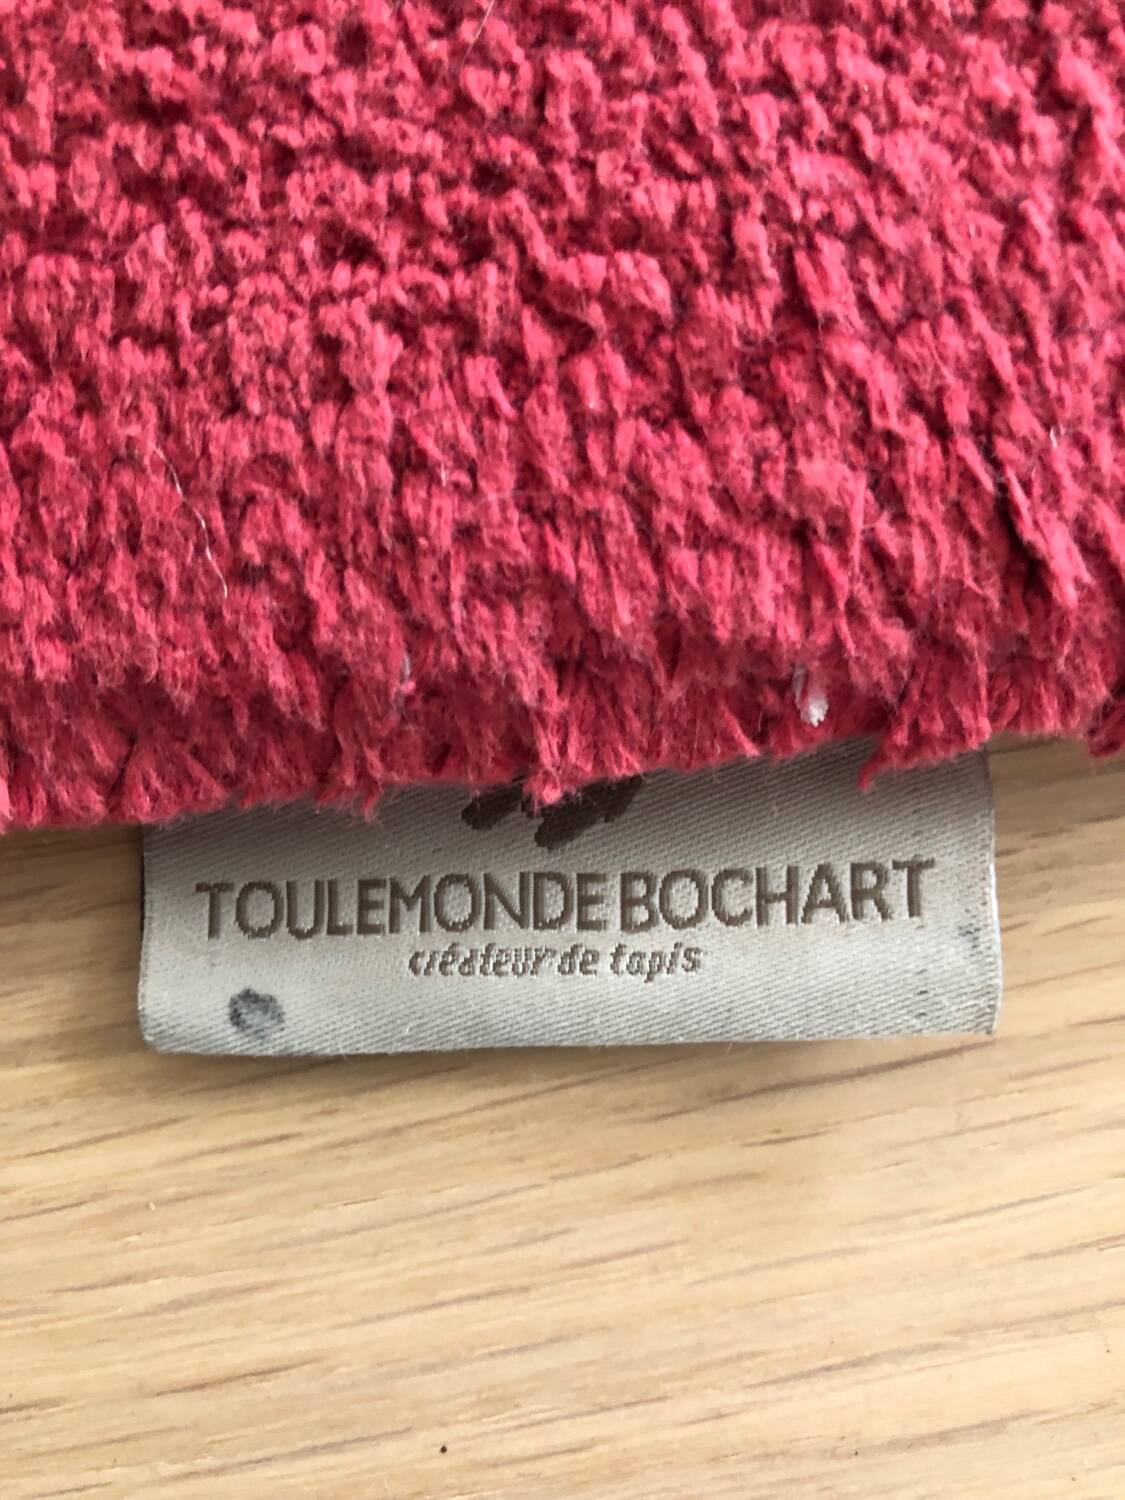 TOULEMONDE BOCHART
créateur de tapis